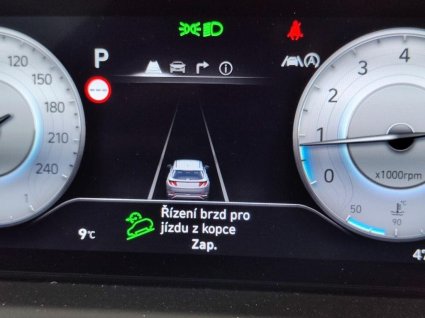 P
120
180
210
240
Řízení brzd pro
jízdu z kopce
Zap.
9°C
47
4
3
2
1
0
x1000rpm
50
90
°C